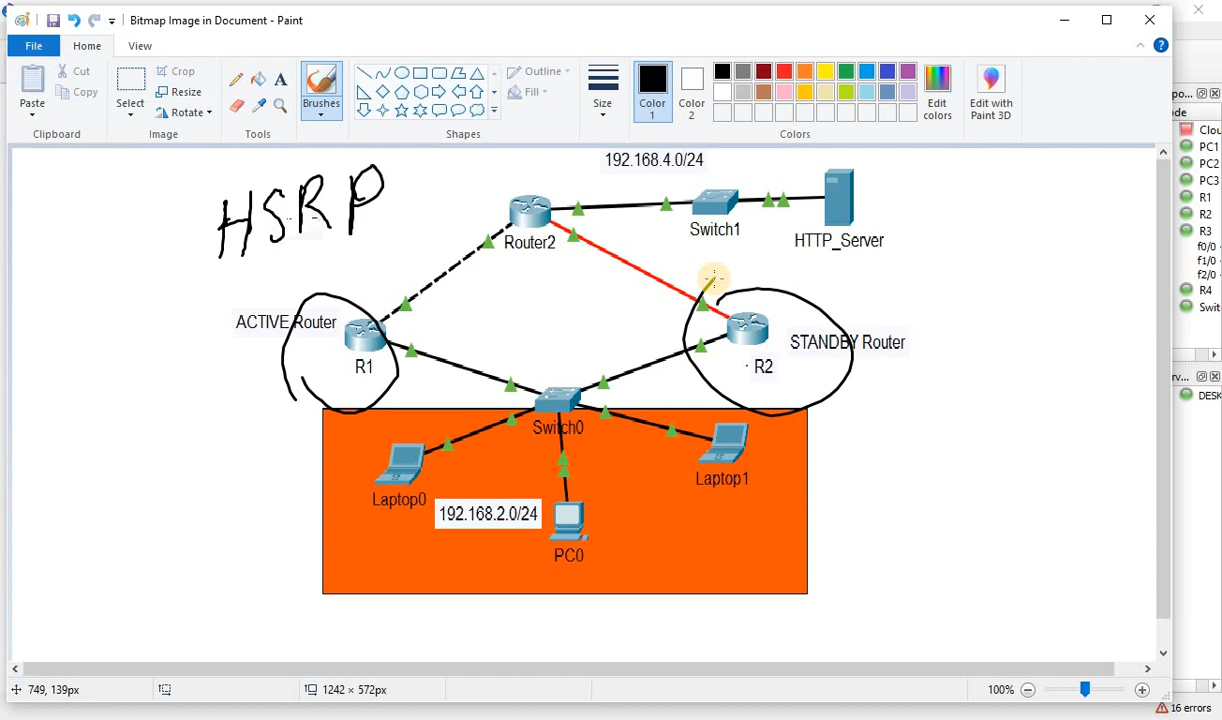 Bitmap Image in Document - Paint
File Home View
Paste
Cut
Copy
Clipboard
Select
Crop
Resize
Rotate
Image
A
Tools
Brushes
Shapes
Outline
Fill
Size
Color 1
Color 2
Edit colors
Colors
Edit with Paint 3D
HSRP
192.168.4.0/24
Router2
Switch1
HTTP_Server
ACTIVE Router
R1
STANDBY Router
R2
Switch0
Laptop0
192.168.2.0/24
Laptop1
PC0
PC1
PC2
PC3
R1
R2
R3
f0/0
f1/0
f2/0
R4
749, 139px
1242 × 572px
100%
16 errors